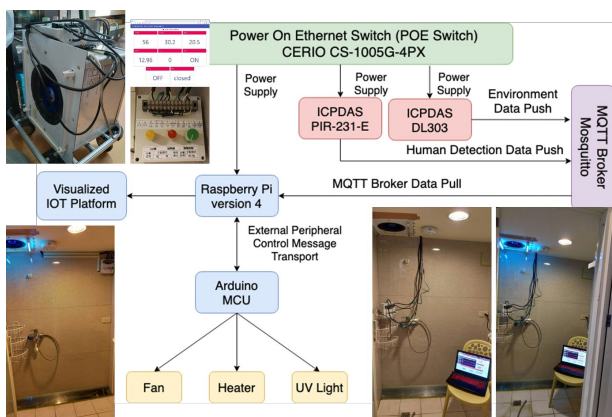 Power On Ethernet Switch (POE Switch)
CERIO CS-1005G-4PX
56
30.2
20.5
12.96
0
ON
OFF
closed
Power
Supply
Power
Supply
Power
Supply
ICPDAS
PIR-231-E
ICPDAS
DL303
Environment
Data Push
Human Detection Data Push
MQTT Broker
Mosquitto
MQTT Broker Data Pull
Visualized
IOT Platform
Raspberry Pi
version 4
External Peripheral
Control Message
Transport
Arduino
MCU
Fan
Heater
UV Light